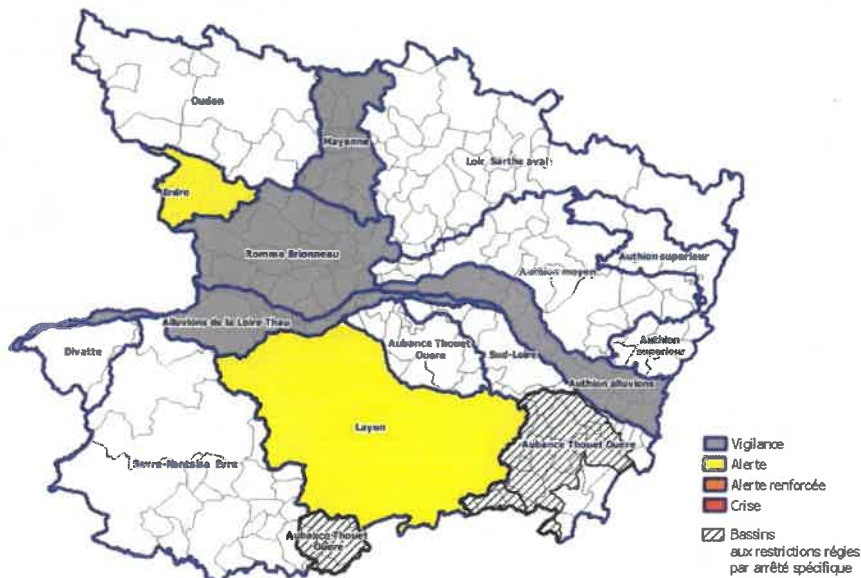 Oudon
Mayenne
Loir Sarthe aval
Erdre
Romme Brionneau
Authion superieur
Authion moyen
Alluvions de la Loire Thau
Divatte
Aubance Thouet
Ouere
Sud-Loire
Authion
superieur
Authion alluvions
Layon
Aubance Thouet Ouere
Sevre-Nantaise Evre
Aubance Thouet
Ouere
Vigilance
Alerte
Alerte renforcée
Crise
Bassins
aux restrictions régies
par arrêté spécifique